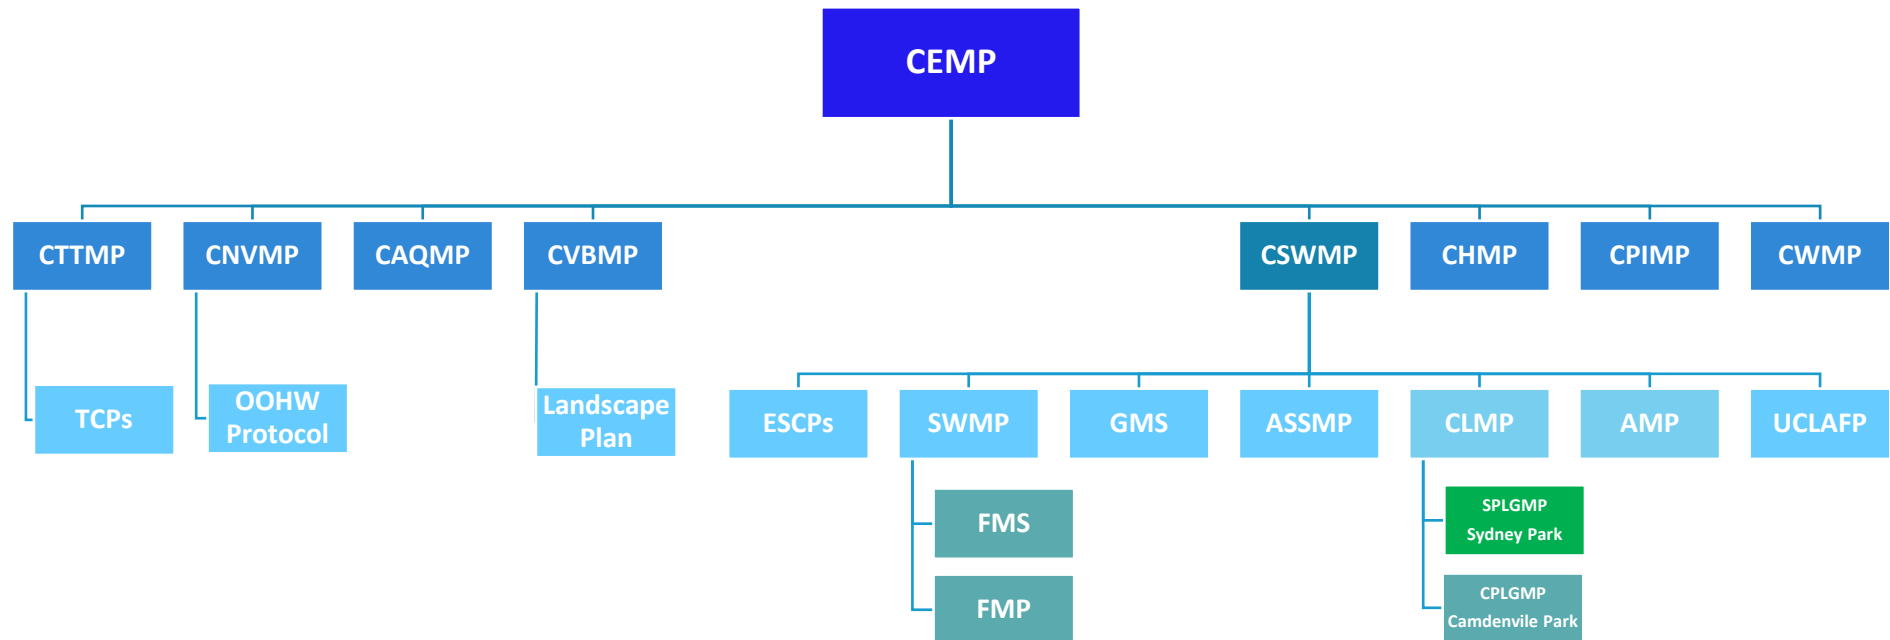 CEMP
CTTMP
CNVMP
CAQMP
CVBMP
CSWMP
CHMP
CPIMP
CWMP
TCPs
OOHW
Protocol
Landscape
Plan
ESCPs
SWMP
GMS
ASSMP
CLMP
AMP
UCLAFP
FMS
FMP
SPLGMP
Sydney Park
CPLGMP
Camdenvile Park